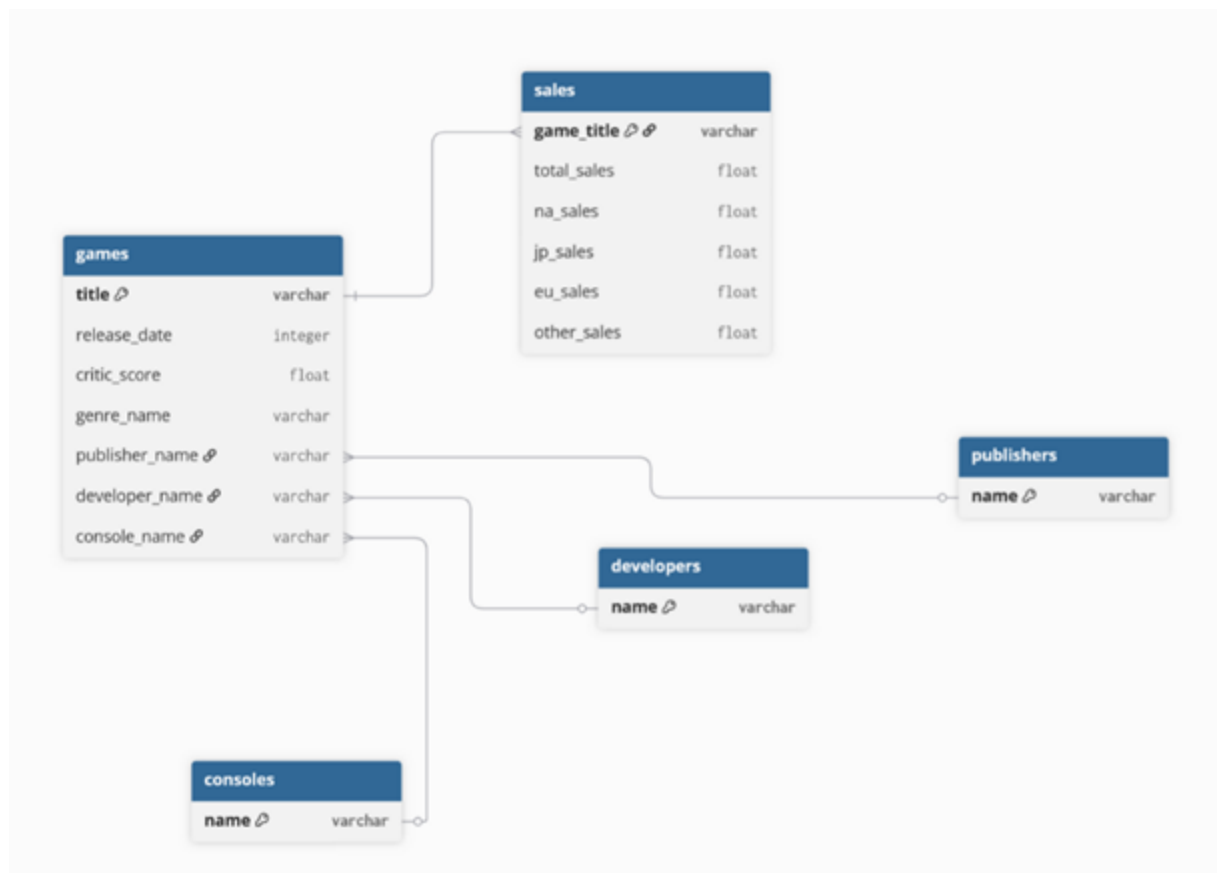 sales
game_title varchar
total_sales float
na_sales float
jp_sales float
eu_sales float
other_sales float
games
title varchar
release_date integer
critic_score float
genre_name varchar
publisher_name varchar
developer_name varchar
console_name varchar
publishers
name varchar
developers
name varchar
consoles
name varchar